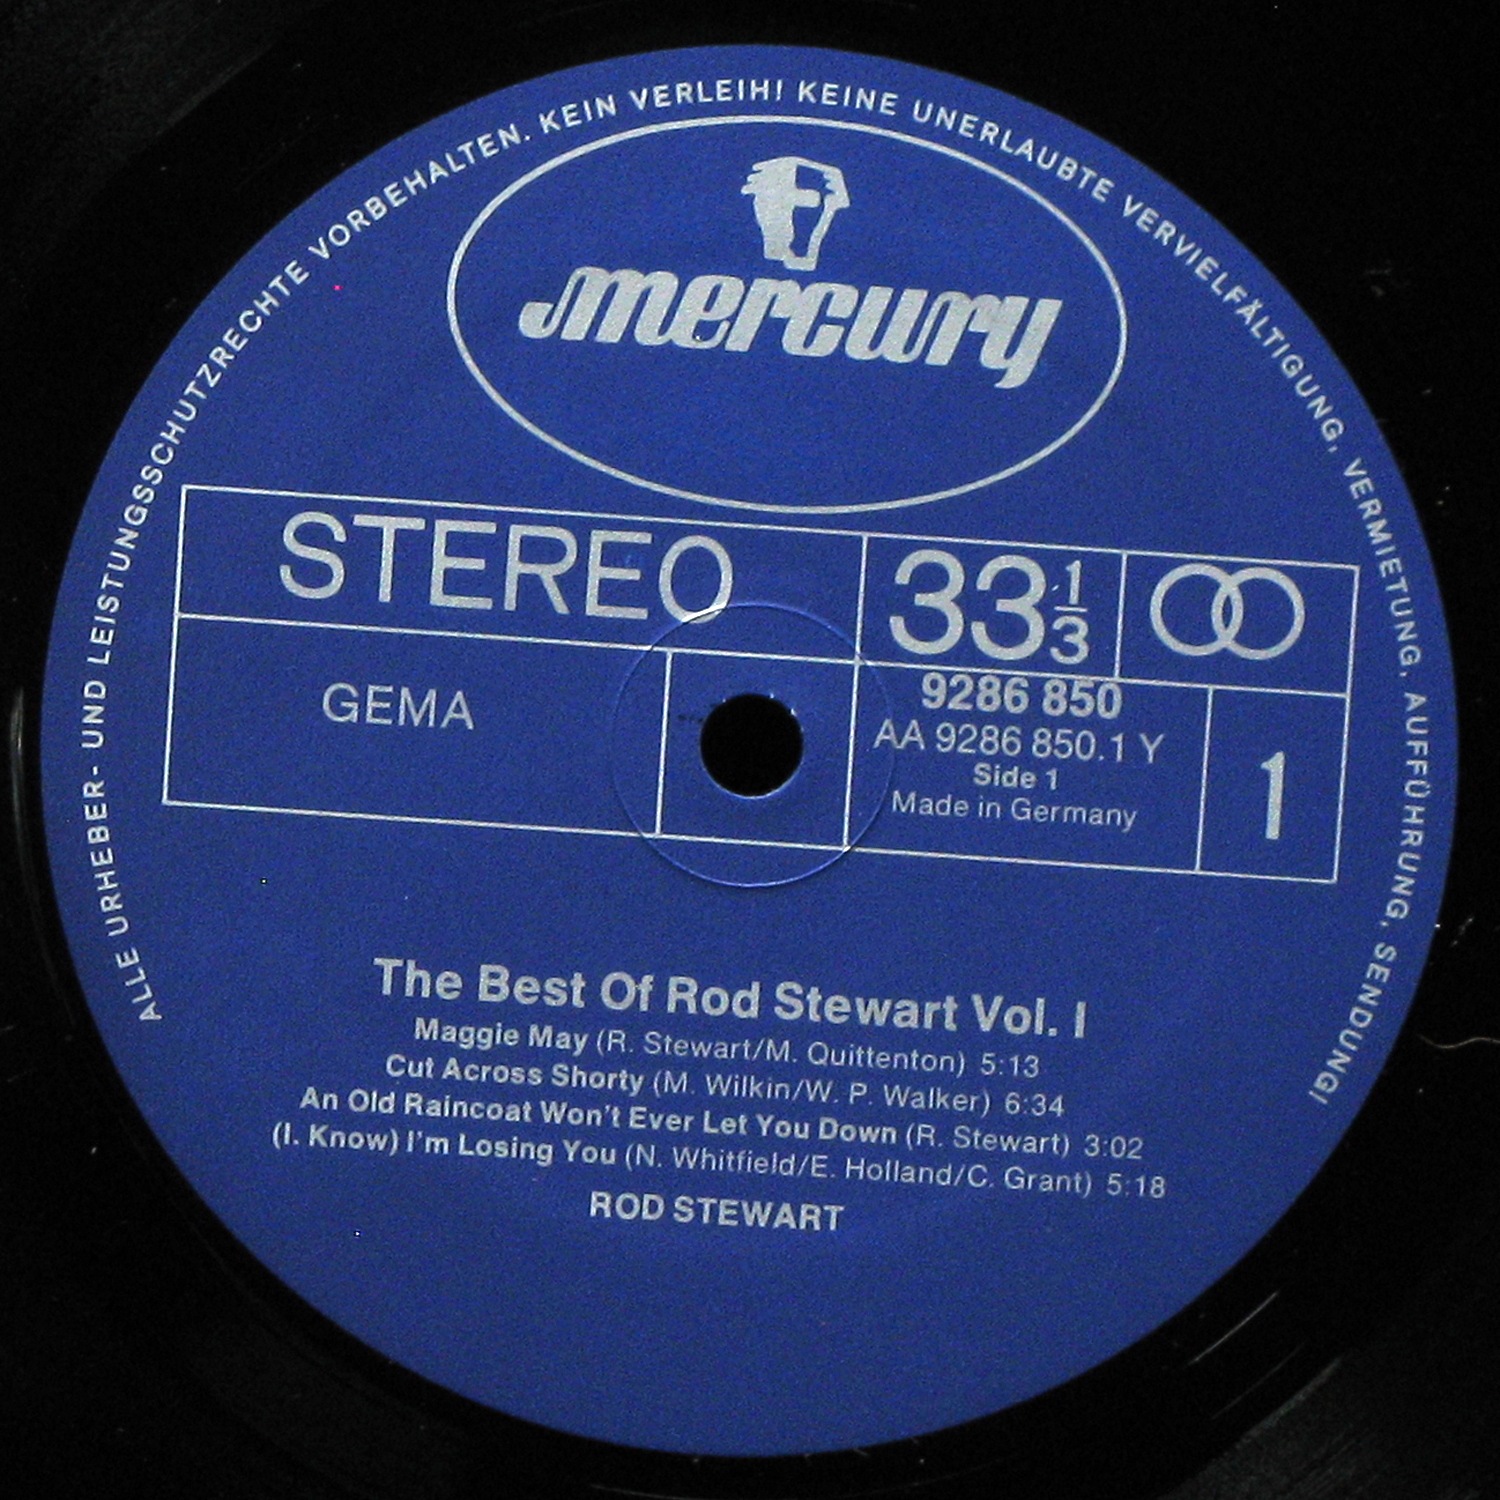 ALLE URHEBER- UND LEISTUNGSSCHUTZRECHTE VORBEHALTEN. KEIN VERLEIH! KEINE UNERLAUBTE VERVIELFÄLTIGUNG, VERMIETUNG, AUFFÜHRUNG, SENDUNG!
mercury
STEREO
33 1/3
GEMA
9286 850
AA 9286 850.1 Y
Side 1
Made in Germany
1
The Best Of Rod Stewart Vol. I
Maggie May (R. Stewart/M. Quittenton) 5:13
Cut Across Shorty (M. Wilkin/W. P. Walker) 6:34
An Old Raincoat Won't Ever Let You Down (R. Stewart) 3:02
(I. Know) I'm Losing You (N. Whitfield/E. Holland/C. Grant) 5:18
ROD STEWART